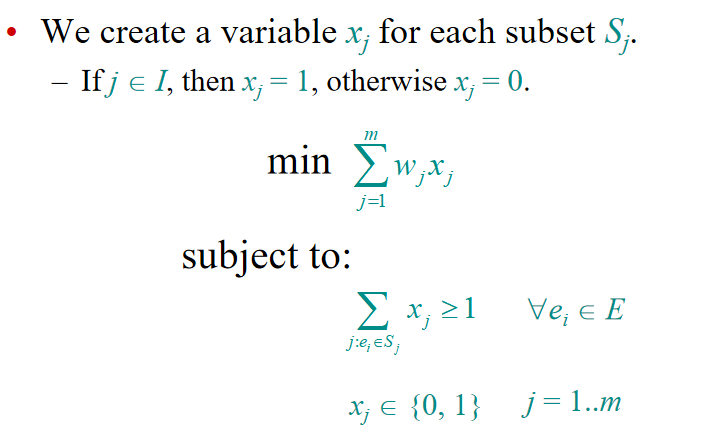 • We create a variable xⱼ for each subset Sⱼ.
– If j ∈ I, then xⱼ = 1, otherwise xⱼ = 0.
min ∑_{j=1}^{m} wⱼxⱼ
subject to:
∑_{j:eᵢ∈Sⱼ} xⱼ ≥ 1 ∀eᵢ ∈ E
xⱼ ∈ {0, 1} j = 1..m